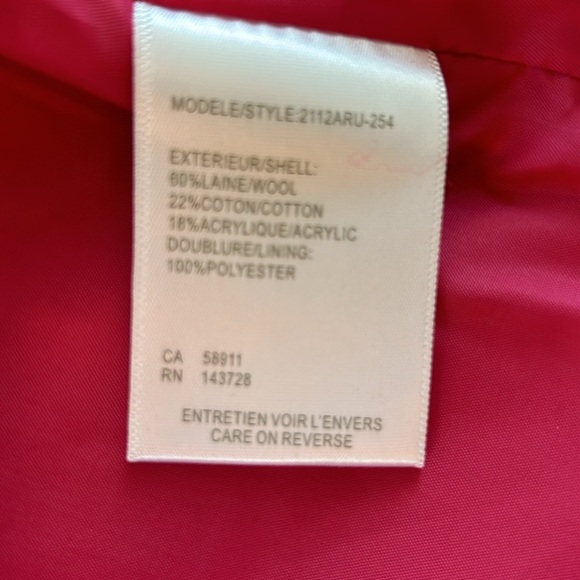 MODELE/STYLE:2112ARU-254
EXTERIEUR/SHELL:
60%LAINE/WOOL
22%COTON/COTTON
18%ACRYLIQUE/ACRYLIC
DOUBLURE/LINING:
100%POLYESTER
CA 58911
RN 143728
ENTRETIEN VOIR L'ENVERS
CARE ON REVERSE